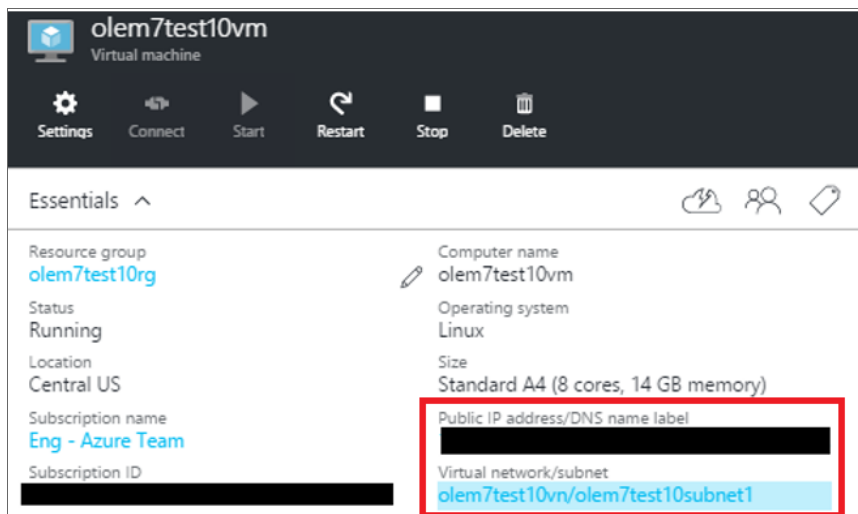 olem7test10vm
Virtual machine
Settings Connect Start Restart Stop Delete
Essentials
Resource group
olem7test10rg
Status
Running
Location
Central US
Subscription name
Eng - Azure Team
Subscription ID
Computer name
olem7test10vm
Operating system
Linux
Size
Standard A4 (8 cores, 14 GB memory)
Public IP address/DNS name label
Virtual network/subnet
olem7test10vn/olem7test10subnet1